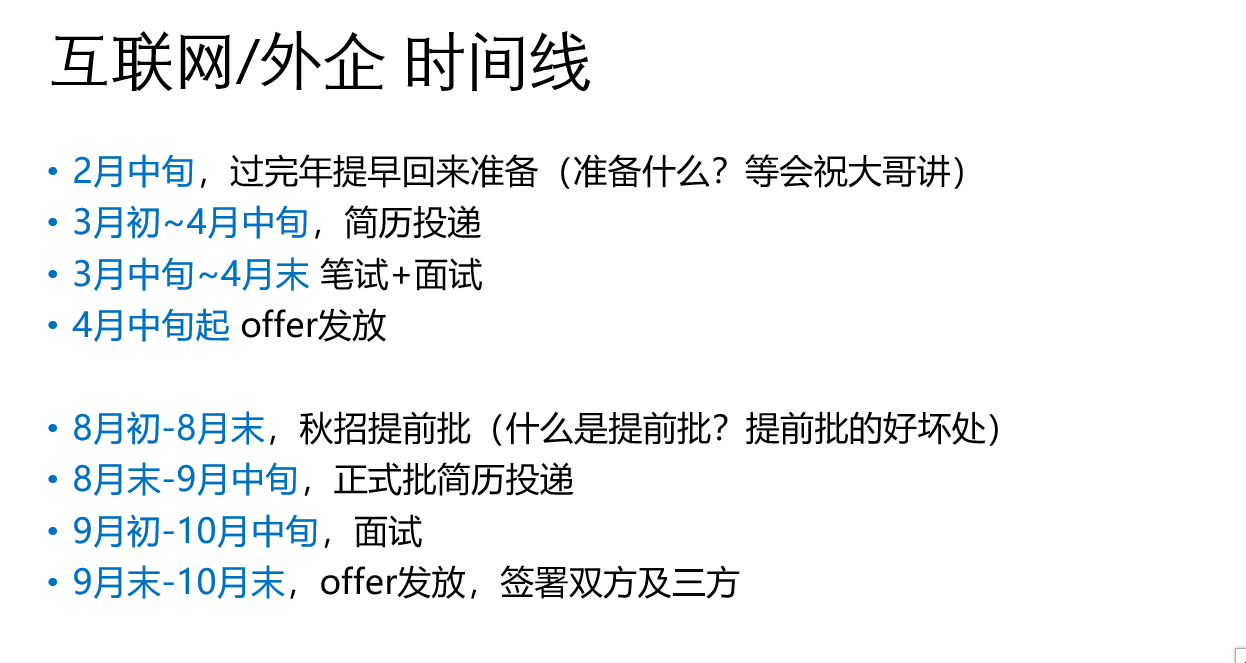 互联网/外企 时间线
• 2月中旬，过完年提早回来准备（准备什么？等会祝大哥讲）
• 3月初~4月中旬，简历投递
• 3月中旬~4月末 笔试+面试
• 4月中旬起 offer发放
• 8月初-8月末，秋招提前批（什么是提前批？提前批的好坏处）
• 8月末-9月中旬，正式批简历投递
• 9月初-10月中旬，面试
• 9月末-10月末，offer发放，签署双方及三方